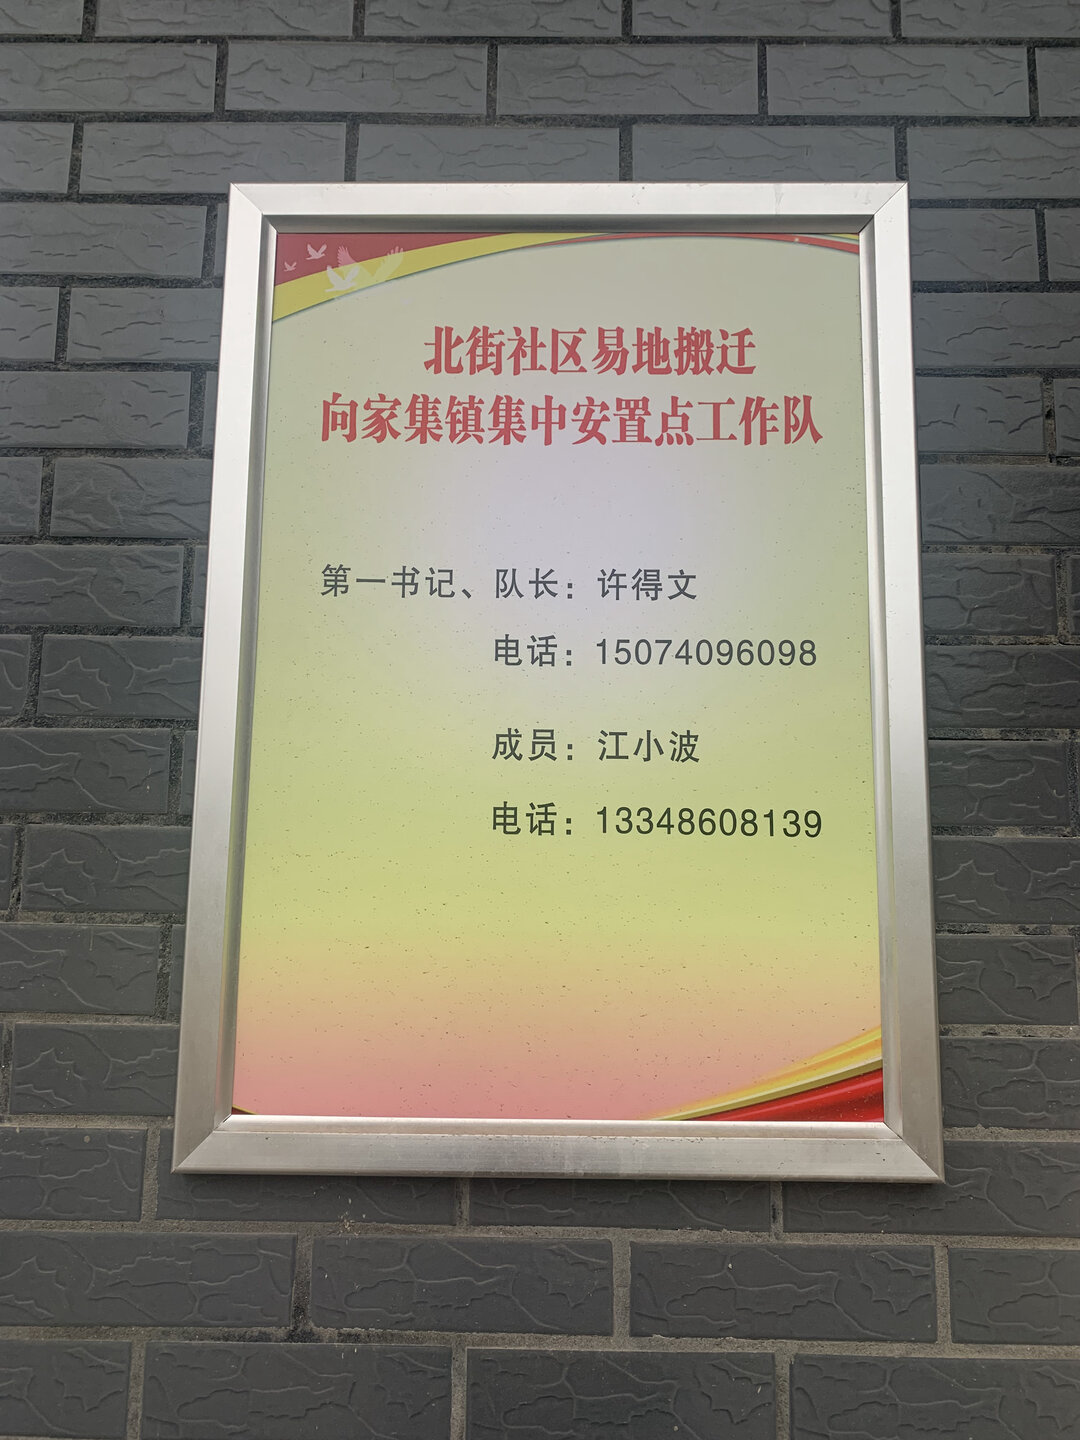 北街社区易地搬迁
向家集镇集中安置点工作队
第一书记、队长：许得文
电话：15074096098
成员：江小波
电话：13348608139